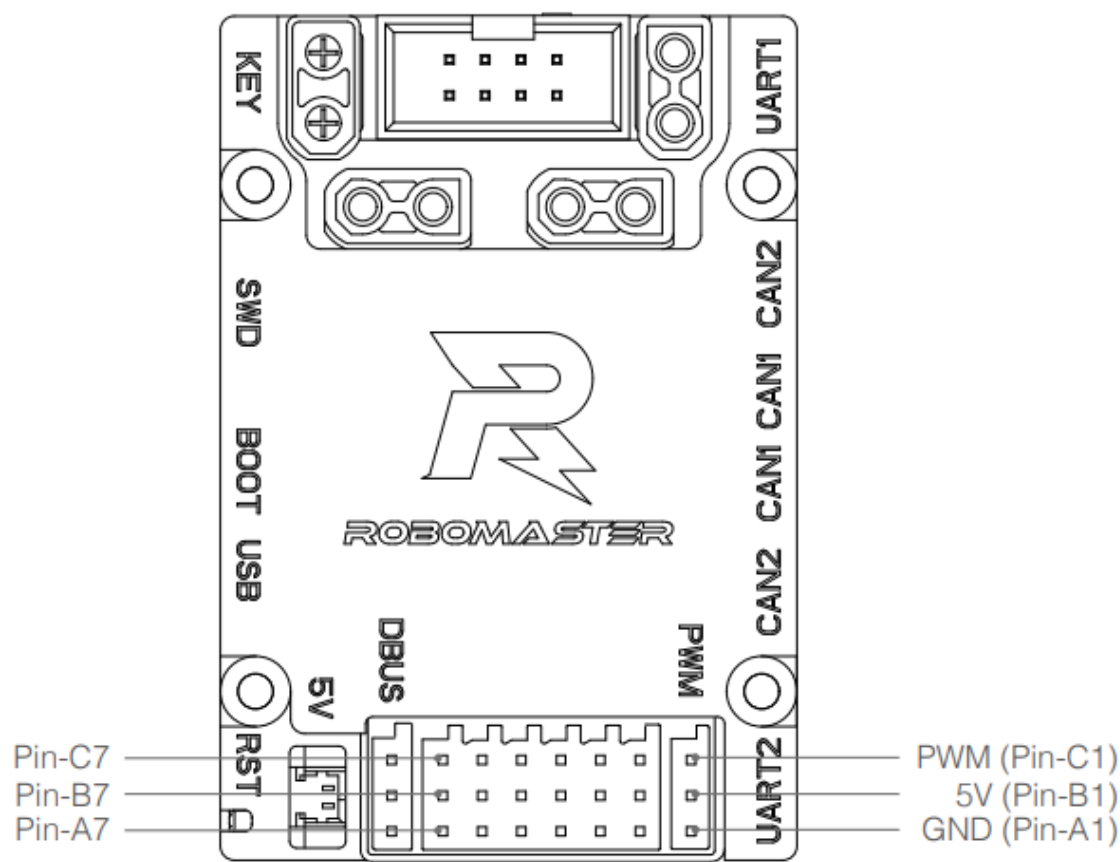 KEY
UART1
SWD
BOOT
USB
CAN2
CAN1
CAN1
CAN2
ROBOMASTER
5V
DBUS
PWM
RST
UART2
Pin-C7
Pin-B7
Pin-A7
PWM (Pin-C1)
5V (Pin-B1)
GND (Pin-A1)